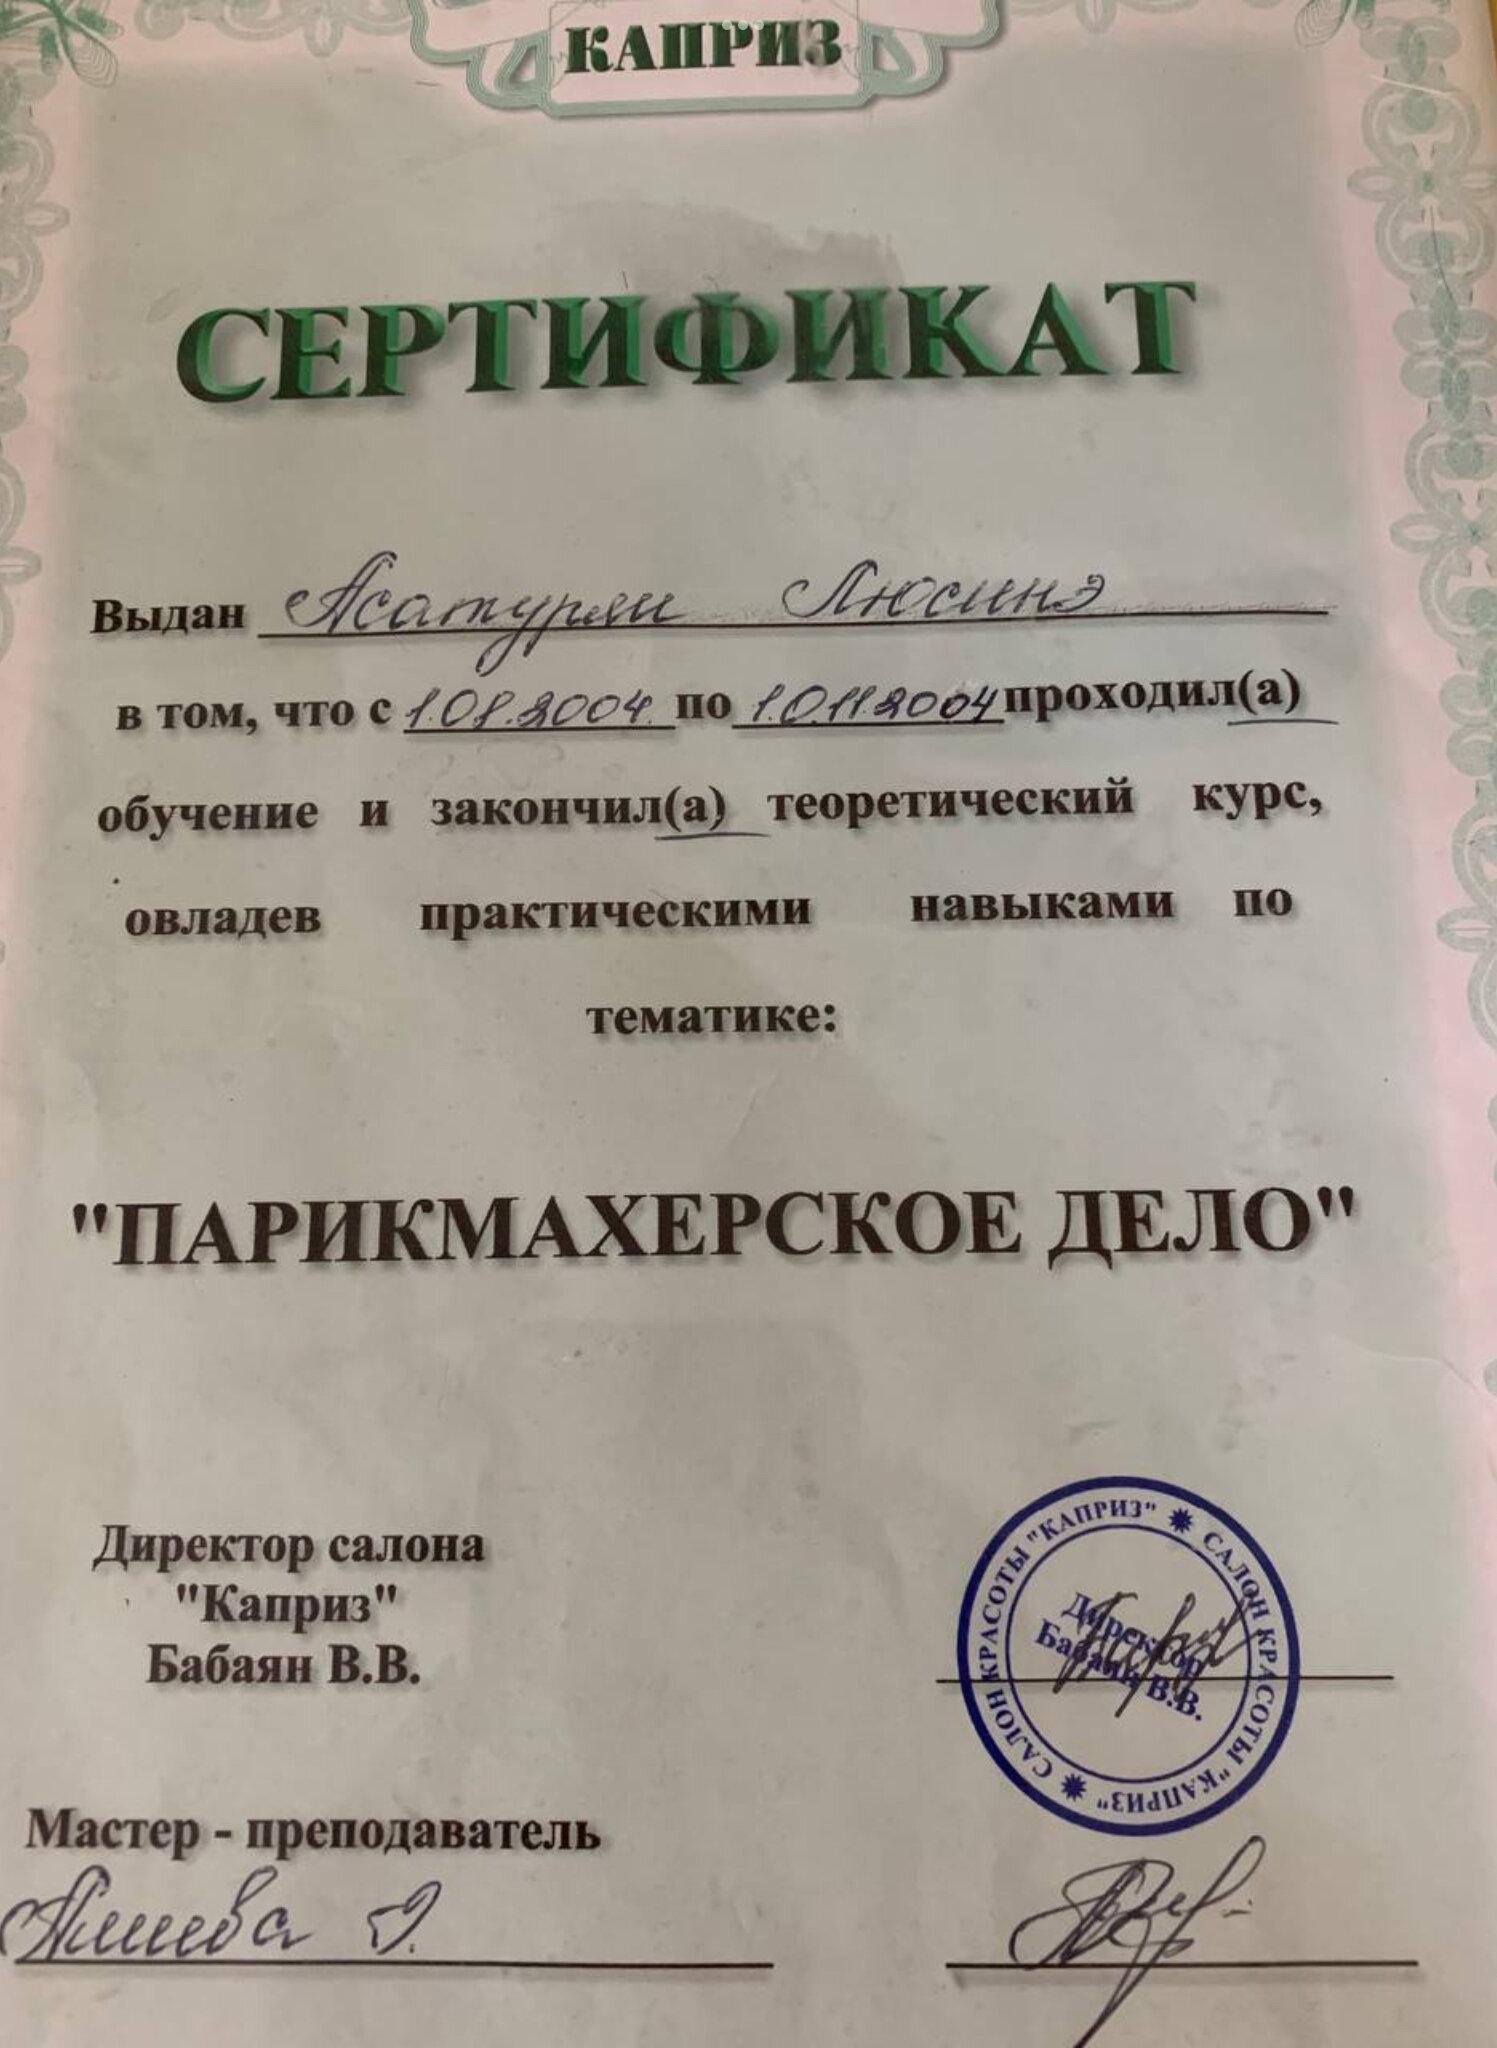 КАПРИЗ
СЕРТИФИКАТ
Выдан Асатурян Люсинэ
в том, что с 1.08.2004. по 1.0.11.2004 проходил(а)
обучение и закончил(а) теоретический курс,
овладев практическими навыками по
тематике:
"ПАРИКМАХЕРСКОЕ ДЕЛО"
Директор салона
"Каприз"
Бабаян В.В.
САЛОН КРАСОТЫ "КАПРИЗ" САЛОН КРАСОТЫ "КАПРИЗ"
Директор
Бабаян В.В.
Мастер - преподаватель